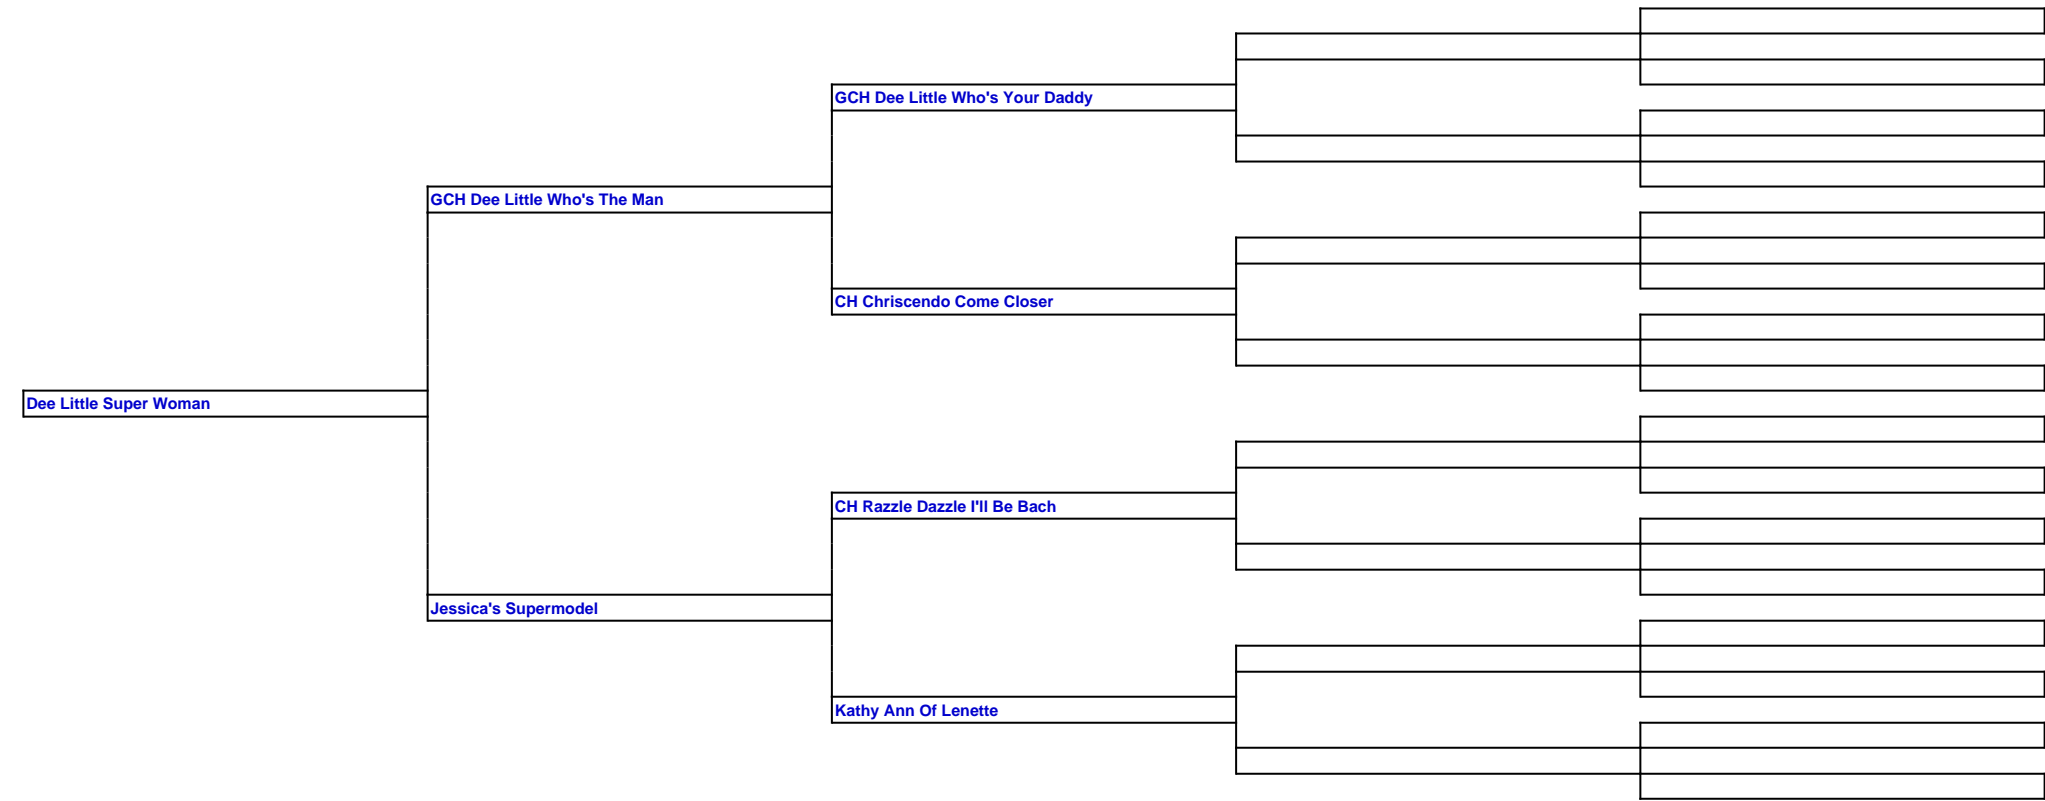 GCH Dee Little Who's Your Daddy
GCH Dee Little Who's The Man
CH Chriscendo Come Closer
Dee Little Super Woman
CH Razzle Dazzle I'll Be Bach
Jessica's Supermodel
Kathy Ann Of Lenette